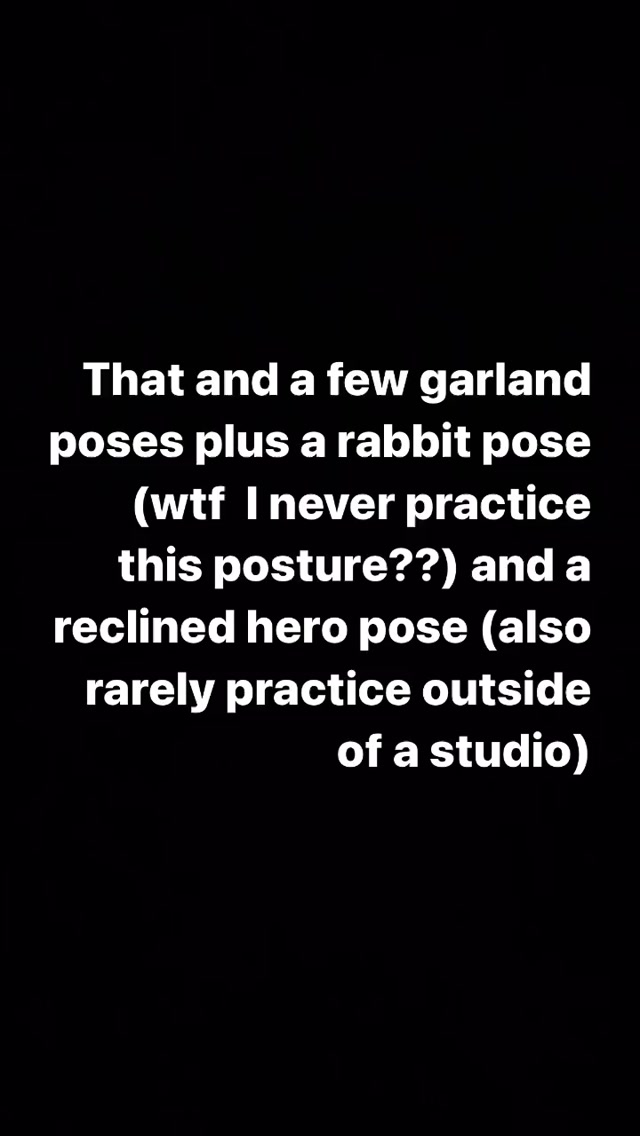 That and a few garland
poses plus a rabbit pose
(wtf  I never practice
this posture??) and a
reclined hero pose (also
rarely practice outside
of a studio)